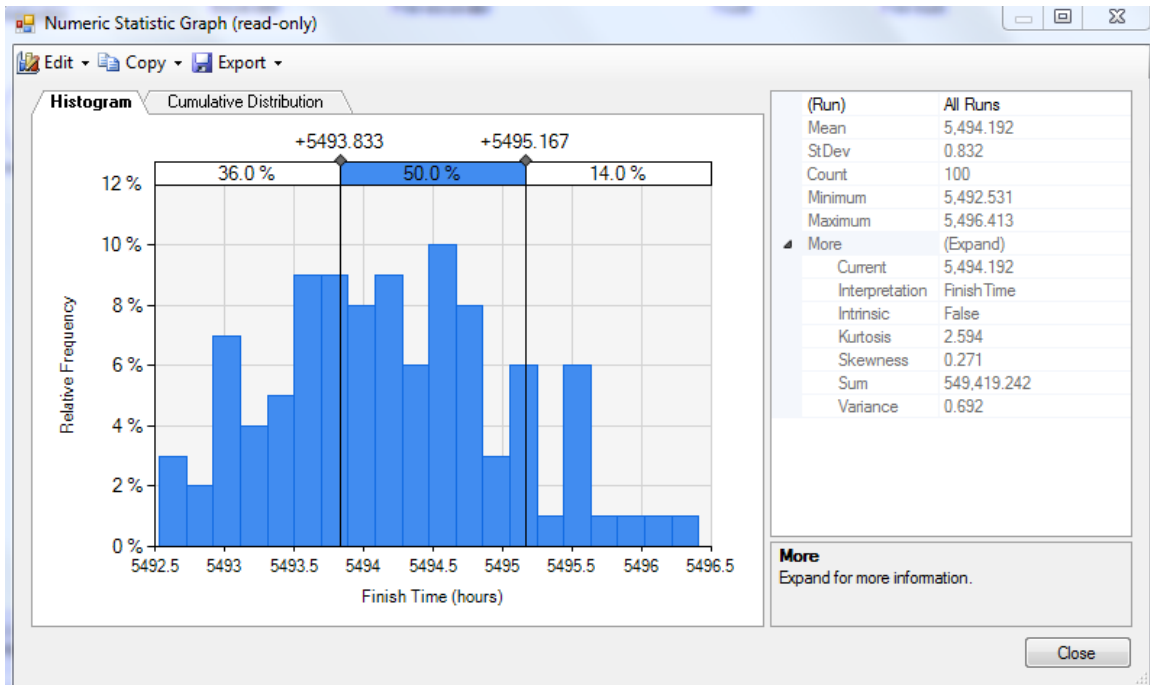 Numeric Statistic Graph (read-only)
Edit Copy Export
Histogram Cumulative Distribution
+5493.833 +5495.167
36.0 % 50.0 % 14.0 %
12 %
10 %
8 %
6 %
4 %
2 %
0 %
Relative Frequency
5492.5 5493 5493.5 5494 5494.5 5495 5495.5 5496 5496.5
Finish Time (hours)
(Run) All Runs
Mean 5,494.192
StDev 0.832
Count 100
Minimum 5,492.531
Maximum 5,496.413
More (Expand)
Current 5,494.192
Interpretation FinishTime
Intrinsic False
Kurtosis 2.594
Skewness 0.271
Sum 549,419.242
Variance 0.692
More
Expand for more information.
Close